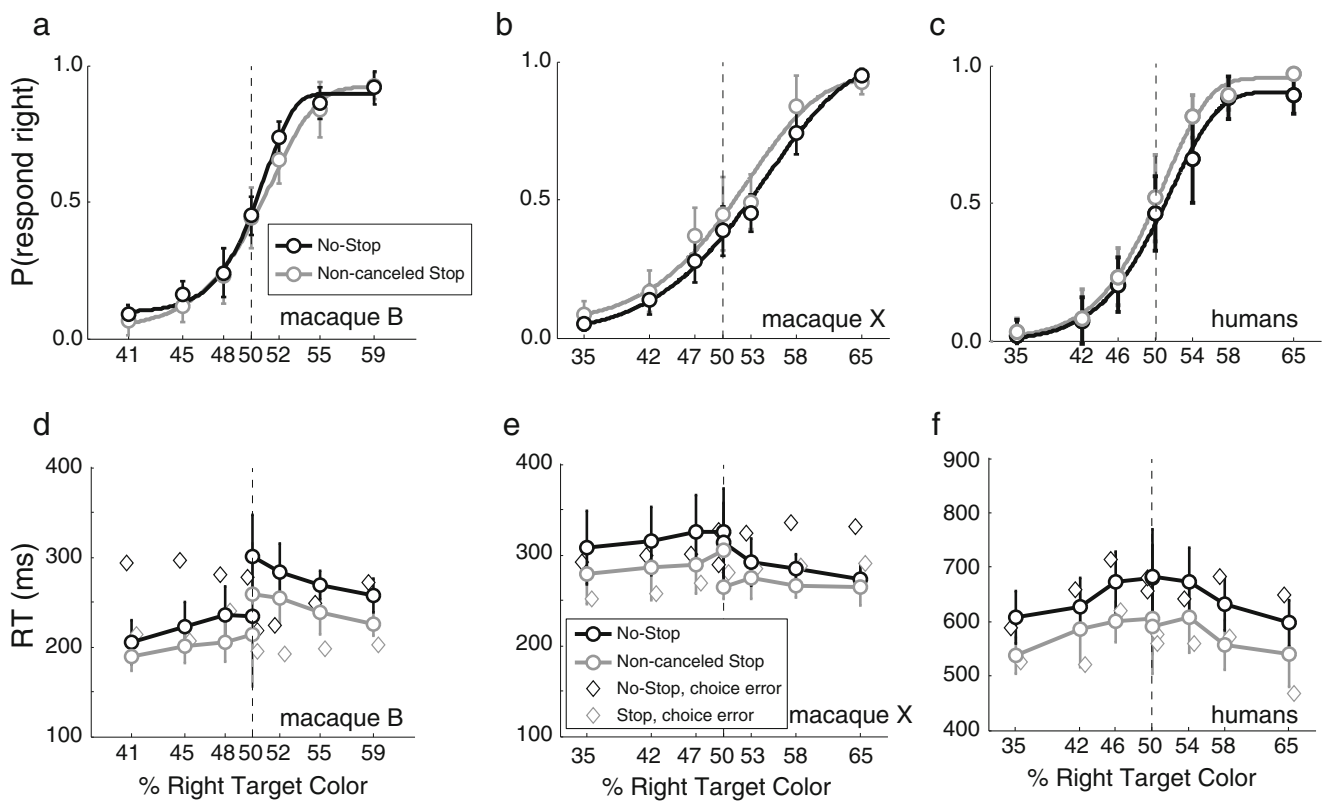 a
b
c
P(respond right)
1.0
0.5
0.0
No-Stop
Non-canceled Stop
macaque B
41 45 48 50 52 55 59
1.0
0.5
0.0
macaque X
35 42 47 50 53 58 65
1.0
0.5
0.0
humans
35 42 46 50 54 58 65
d
e
f
RT (ms)
400
300
200
100
macaque B
41 45 48 50 52 55 59
% Right Target Color
400
300
200
100
No-Stop
Non-canceled Stop
No-Stop, choice error
Stop, choice error
macaque X
35 42 47 50 53 58 65
% Right Target Color
900
800
700
600
500
400
humans
35 42 46 50 54 58 65
% Right Target Color